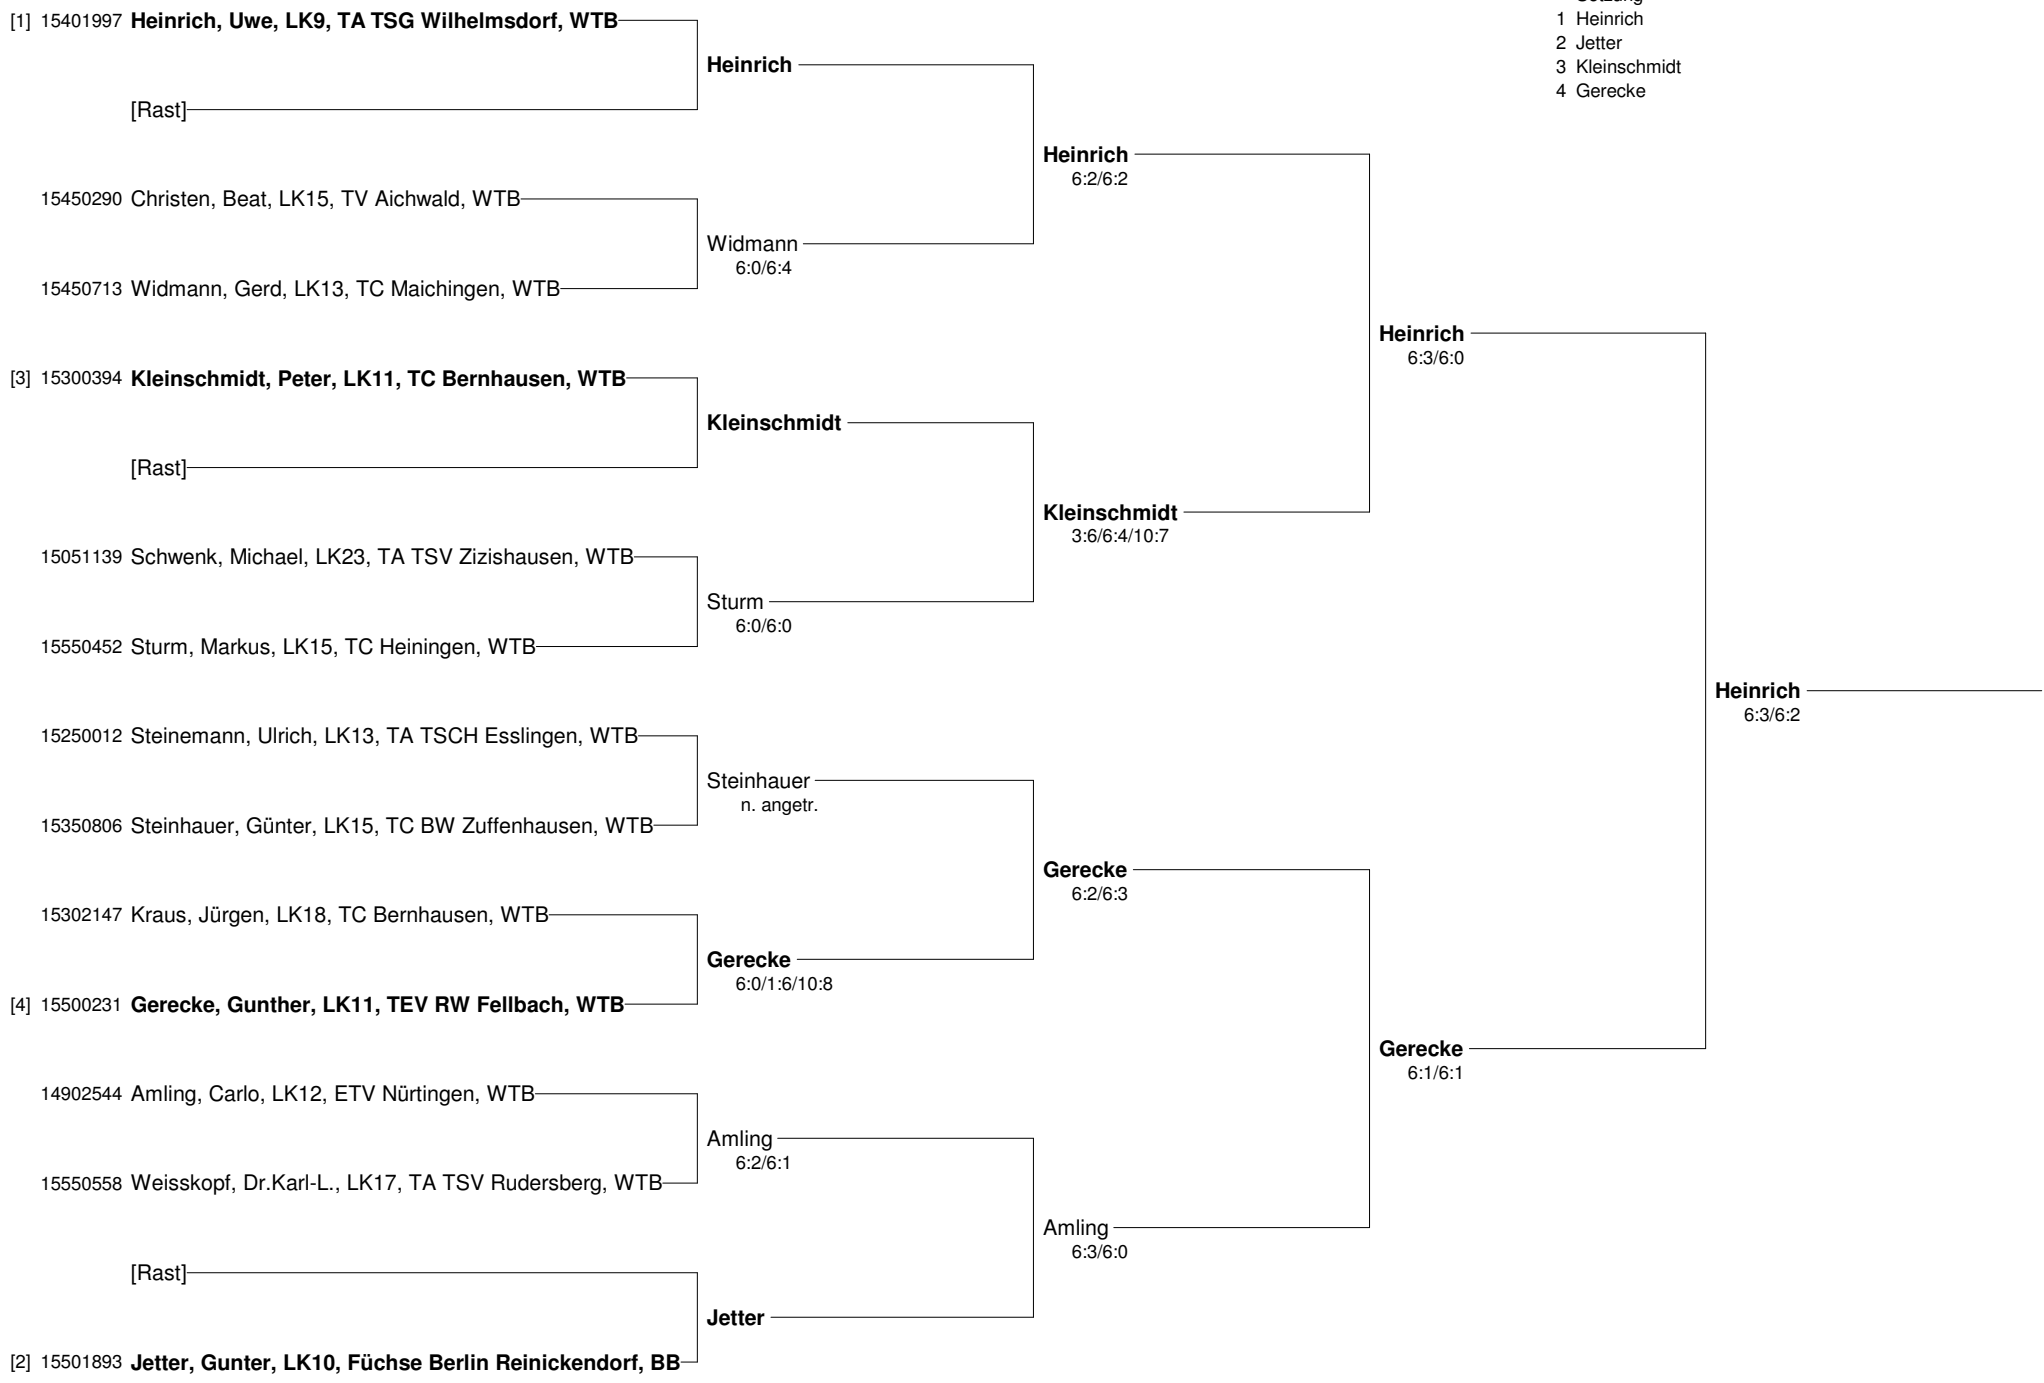 [1] 15401997 Heinrich, Uwe, LK9, TA TSG Wilhelmsdorf, WTB
[Rast]
15450290 Christen, Beat, LK15, TV Aichwald, WTB
15450713 Widmann, Gerd, LK13, TC Maichingen, WTB
[3] 15300394 Kleinschmidt, Peter, LK11, TC Bernhausen, WTB
[Rast]
15051139 Schwenk, Michael, LK23, TA TSV Zizishausen, WTB
15550452 Sturm, Markus, LK15, TC Heiningen, WTB
15250012 Steinemann, Ulrich, LK13, TA TSCH Esslingen, WTB
15350806 Steinhauer, Günter, LK15, TC BW Zuffenhausen, WTB
15302147 Kraus, Jürgen, LK18, TC Bernhausen, WTB
[4] 15500231 Gerecke, Gunther, LK11, TEV RW Fellbach, WTB
14902544 Amling, Carlo, LK12, ETV Nürtingen, WTB
15550558 Weisskopf, Dr.Karl-L., LK17, TA TSV Rudersberg, WTB
[Rast]
[2] 15501893 Jetter, Gunter, LK10, Füchse Berlin Reinickendorf, BB
Heinrich
Widmann
6:0/6:4
Kleinschmidt
Sturm
6:0/6:0
Steinhauer
n. angetr.
Gerecke
6:0/1:6/10:8
Amling
6:2/6:1
Jetter
Heinrich
6:2/6:2
Kleinschmidt
3:6/6:4/10:7
Gerecke
6:2/6:3
Amling
6:3/6:0
Heinrich
6:3/6:0
Gerecke
6:1/6:1
Heinrich
6:3/6:2
1 Heinrich
2 Jetter
3 Kleinschmidt
4 Gerecke